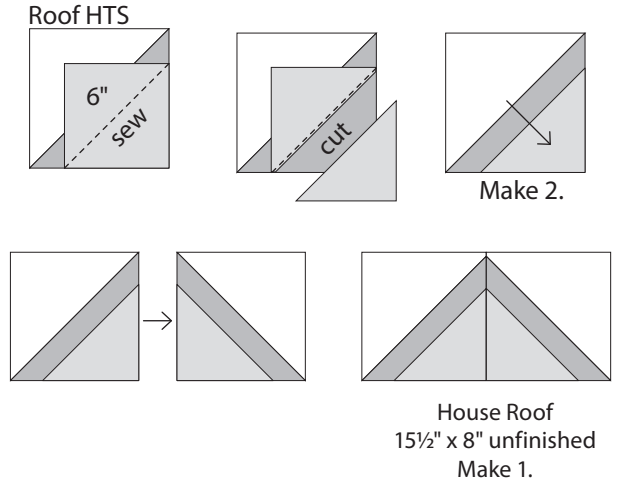 Roof HTS
6"
sew
cut
Make 2.
House Roof
15½" x 8" unfinished
Make 1.